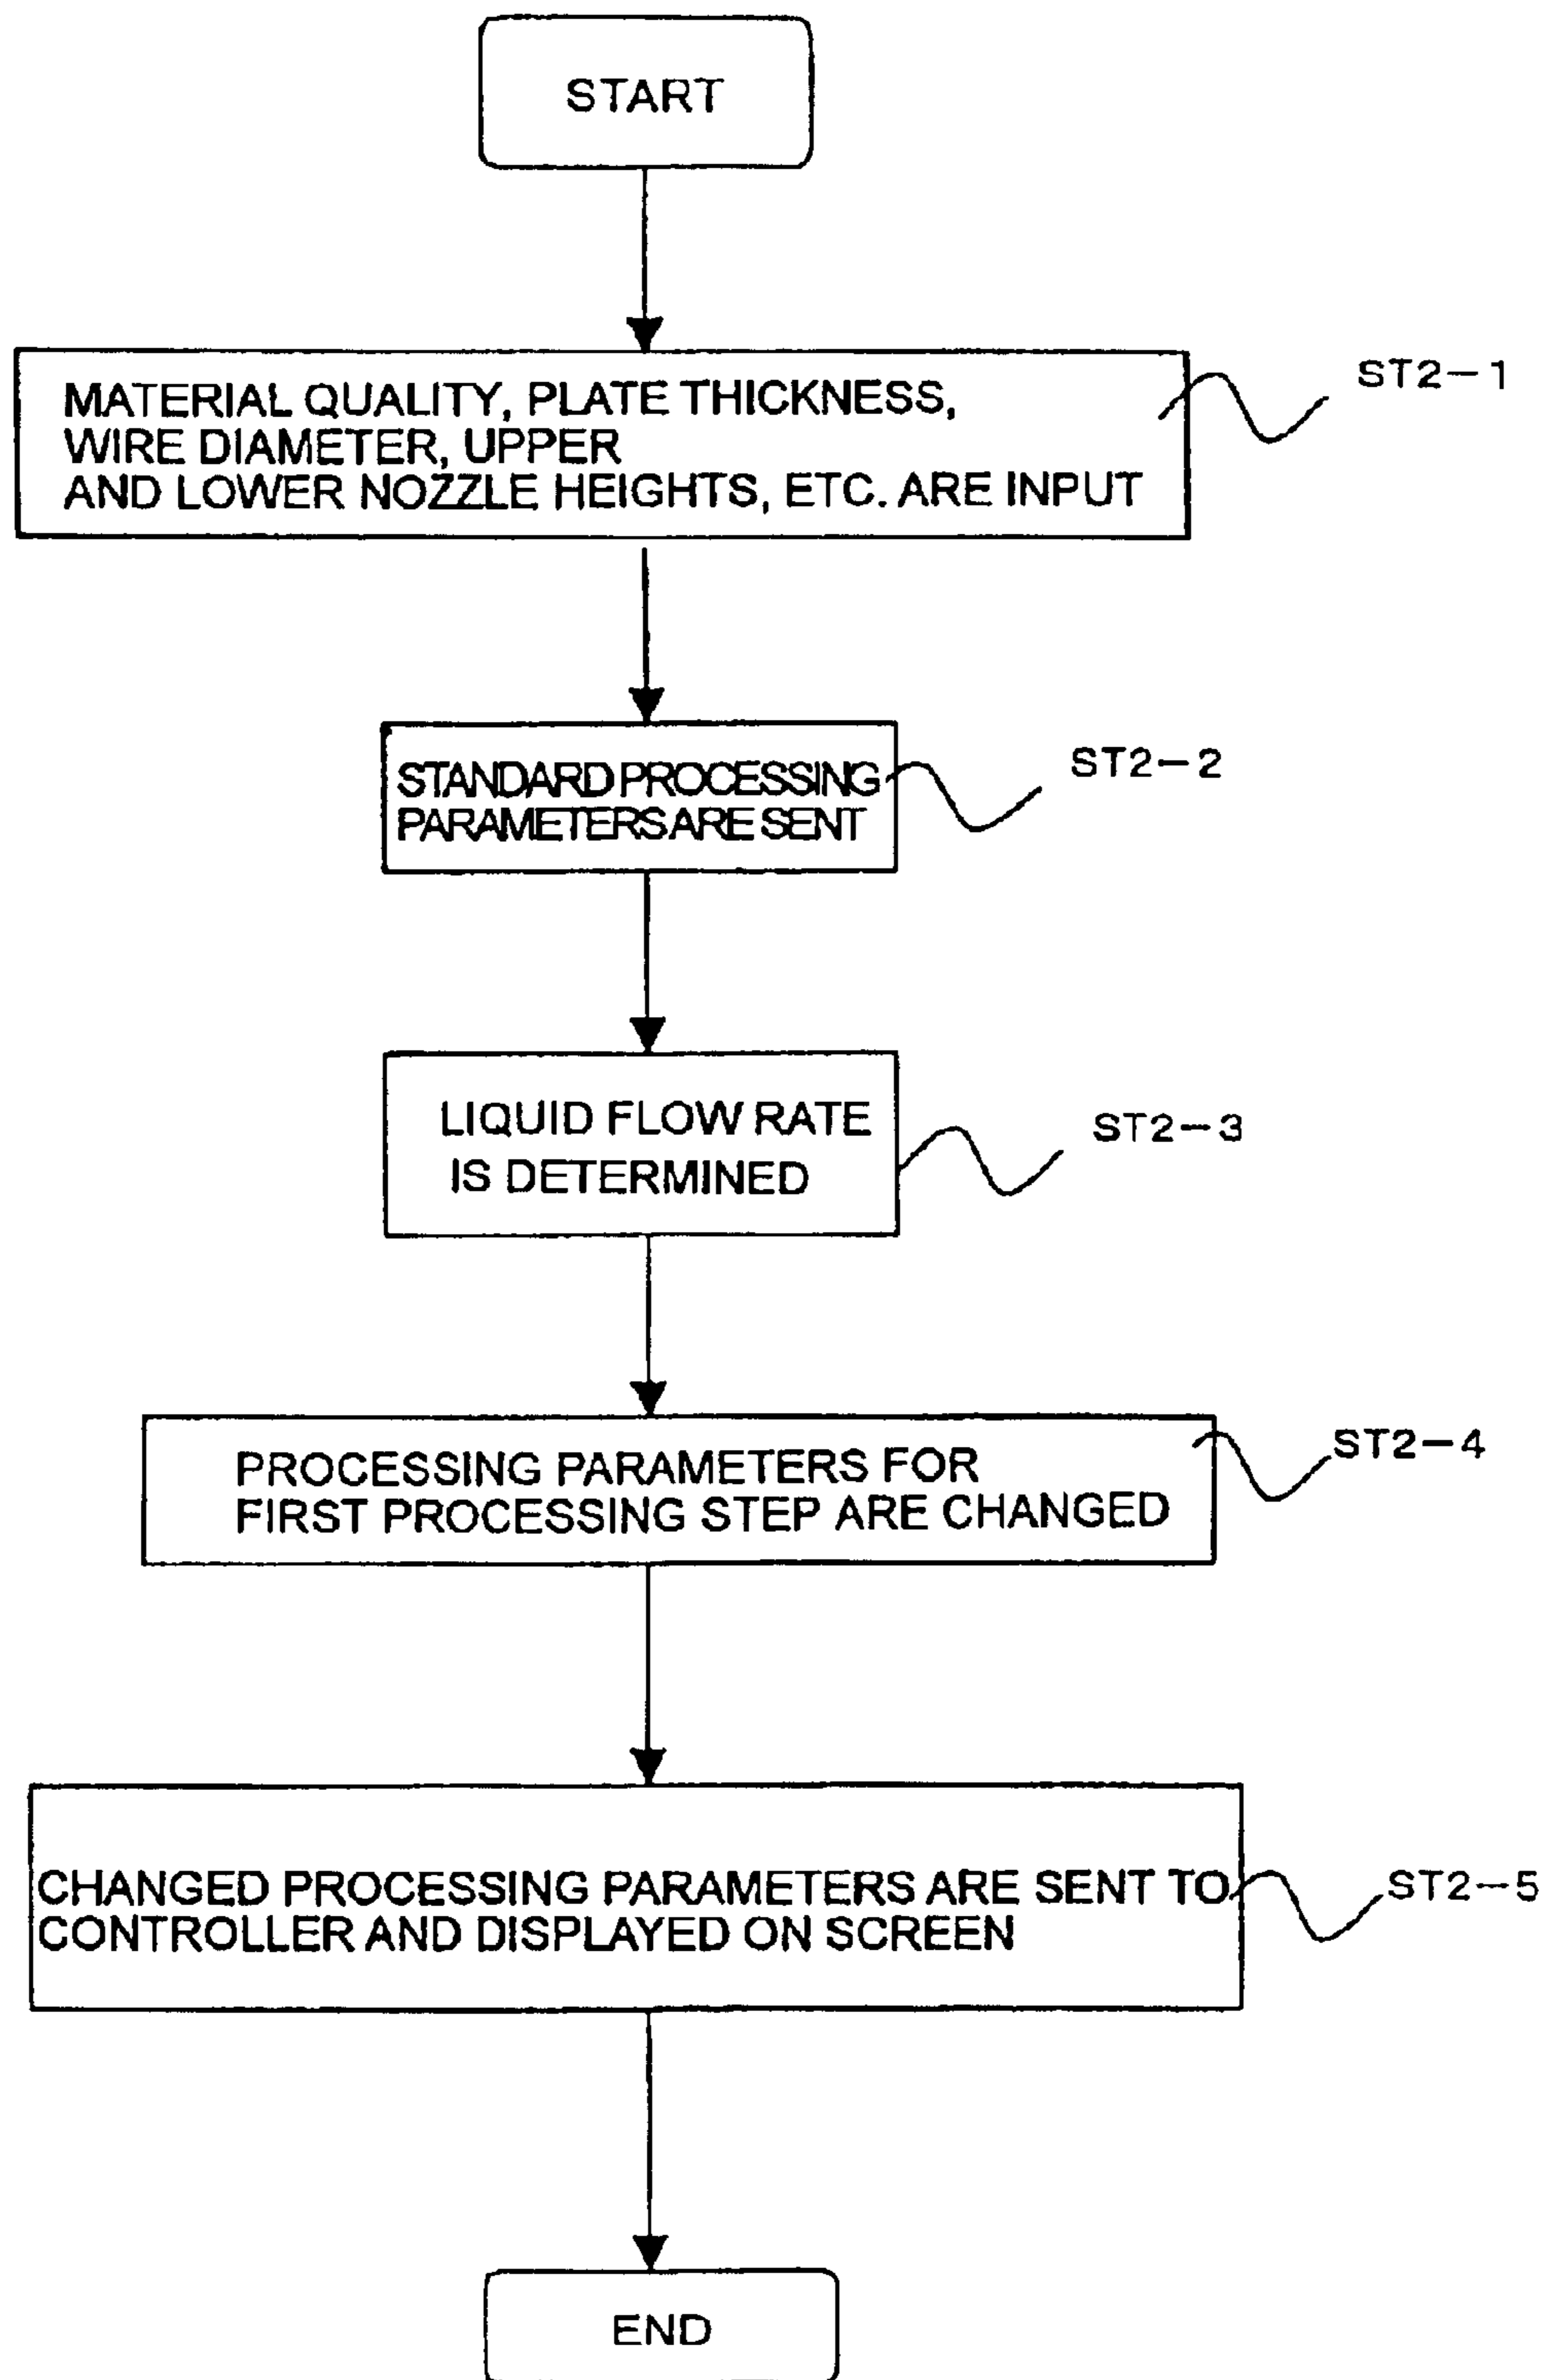 START
MATERIAL QUALITY, PLATE THICKNESS,
WIRE DIAMETER, UPPER
AND LOWER NOZZLE HEIGHTS, ETC. ARE INPUT
ST2-1
STANDARD PROCESSING
PARAMETERS ARE SENT
ST2-2
LIQUID FLOW RATE
IS DETERMINED
ST2-3
PROCESSING PARAMETERS FOR
FIRST PROCESSING STEP ARE CHANGED
ST2-4
CHANGED PROCESSING PARAMETERS ARE SENT TO
CONTROLLER AND DISPLAYED ON SCREEN
ST2-5
END